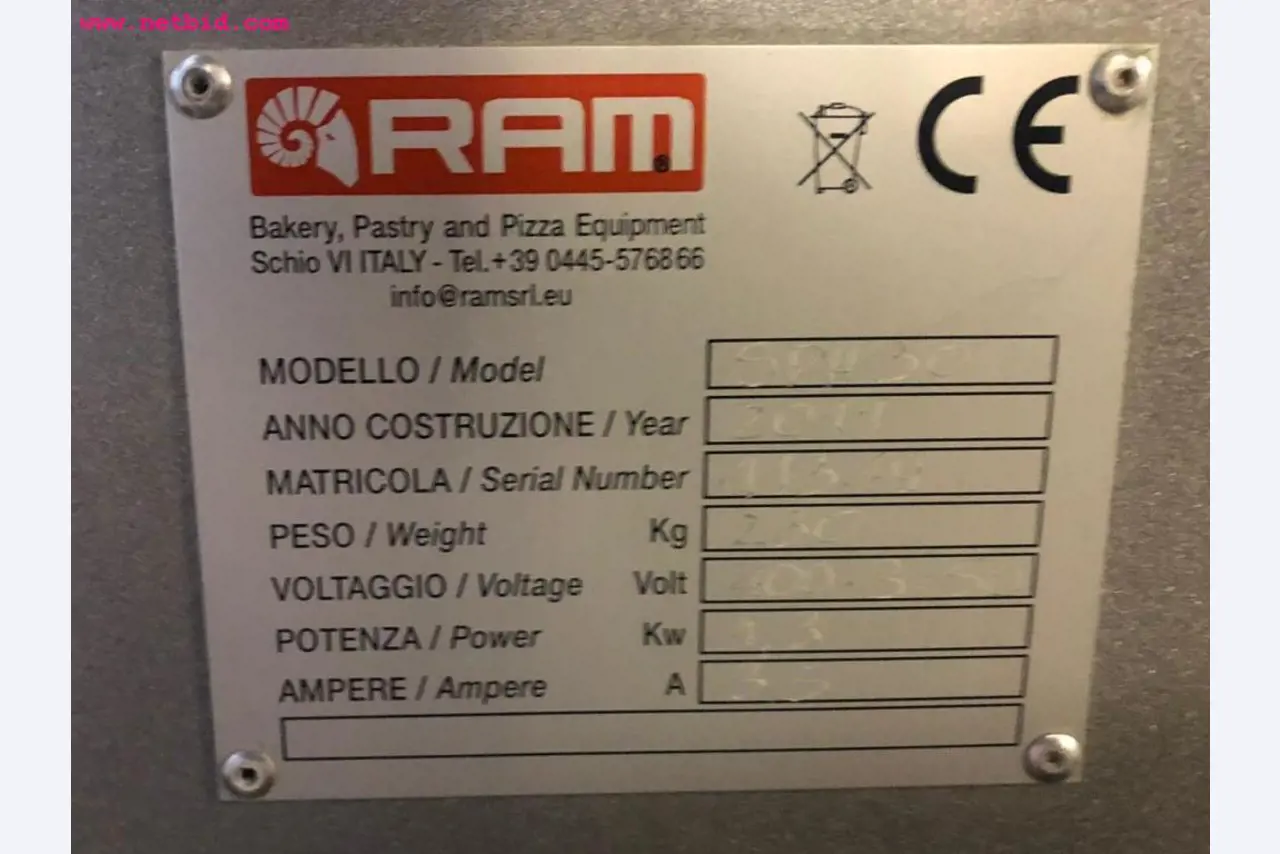 www.netbid.com
RAM®
CE
Bakery, Pastry and Pizza Equipment
Schio VI ITALY - Tel.+39 0445-576866
info@ramsrl.eu
MODELLO / Model
ANNO COSTRUZIONE / Year
MATRICOLA / Serial Number
PESO / Weight Kg
VOLTAGGIO / Voltage Volt
POTENZA / Power Kw
AMPERE / Ampere A